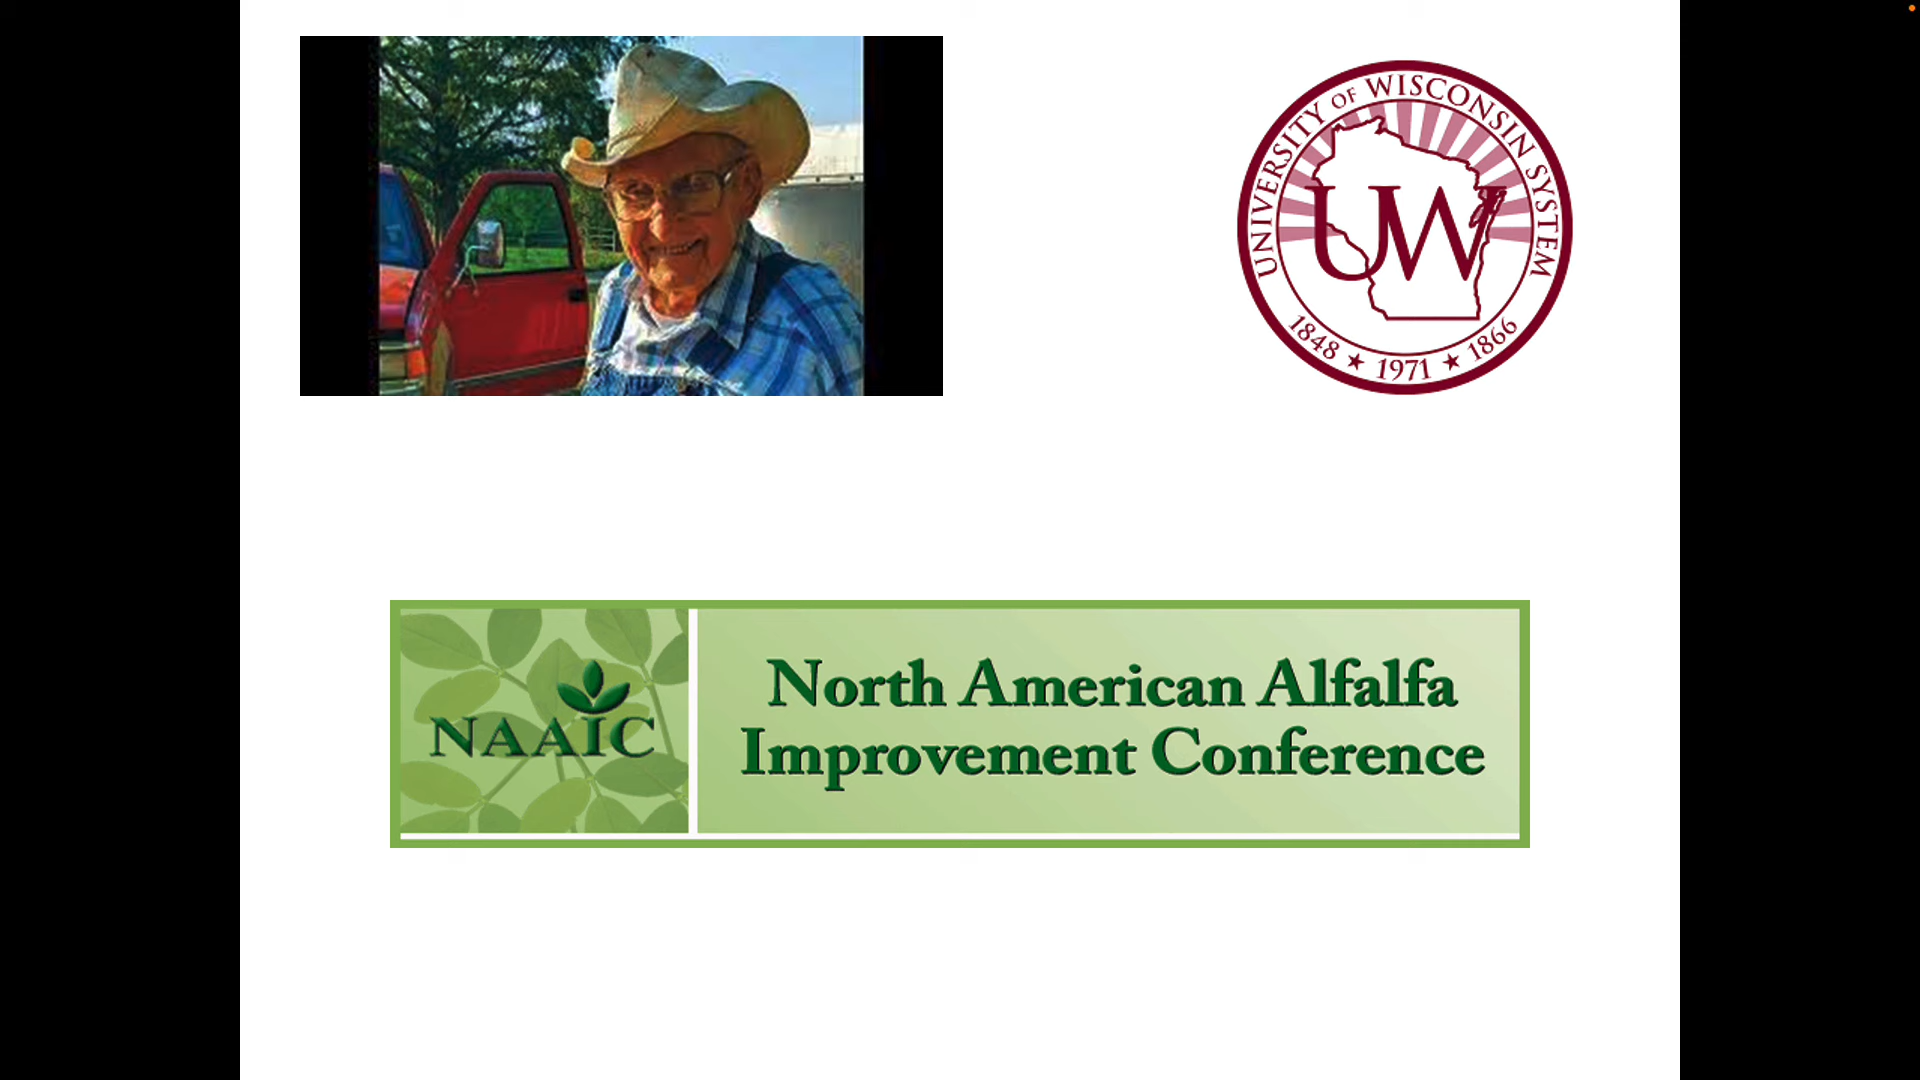 UNIVERSITY OF WISCONSIN SYSTEM
UW
1848 ★ 1971 ★ 1866
NAAIC
North American Alfalfa
Improvement Conference